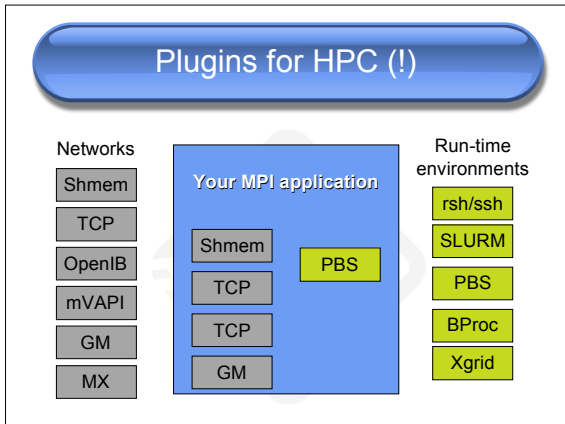 Plugins for HPC (!)
Networks
Shmem
TCP
OpenIB
mVAPI
GM
MX
Your MPI application
Shmem
TCP
TCP
GM
PBS
Run-time
environments
rsh/ssh
SLURM
PBS
BProc
Xgrid